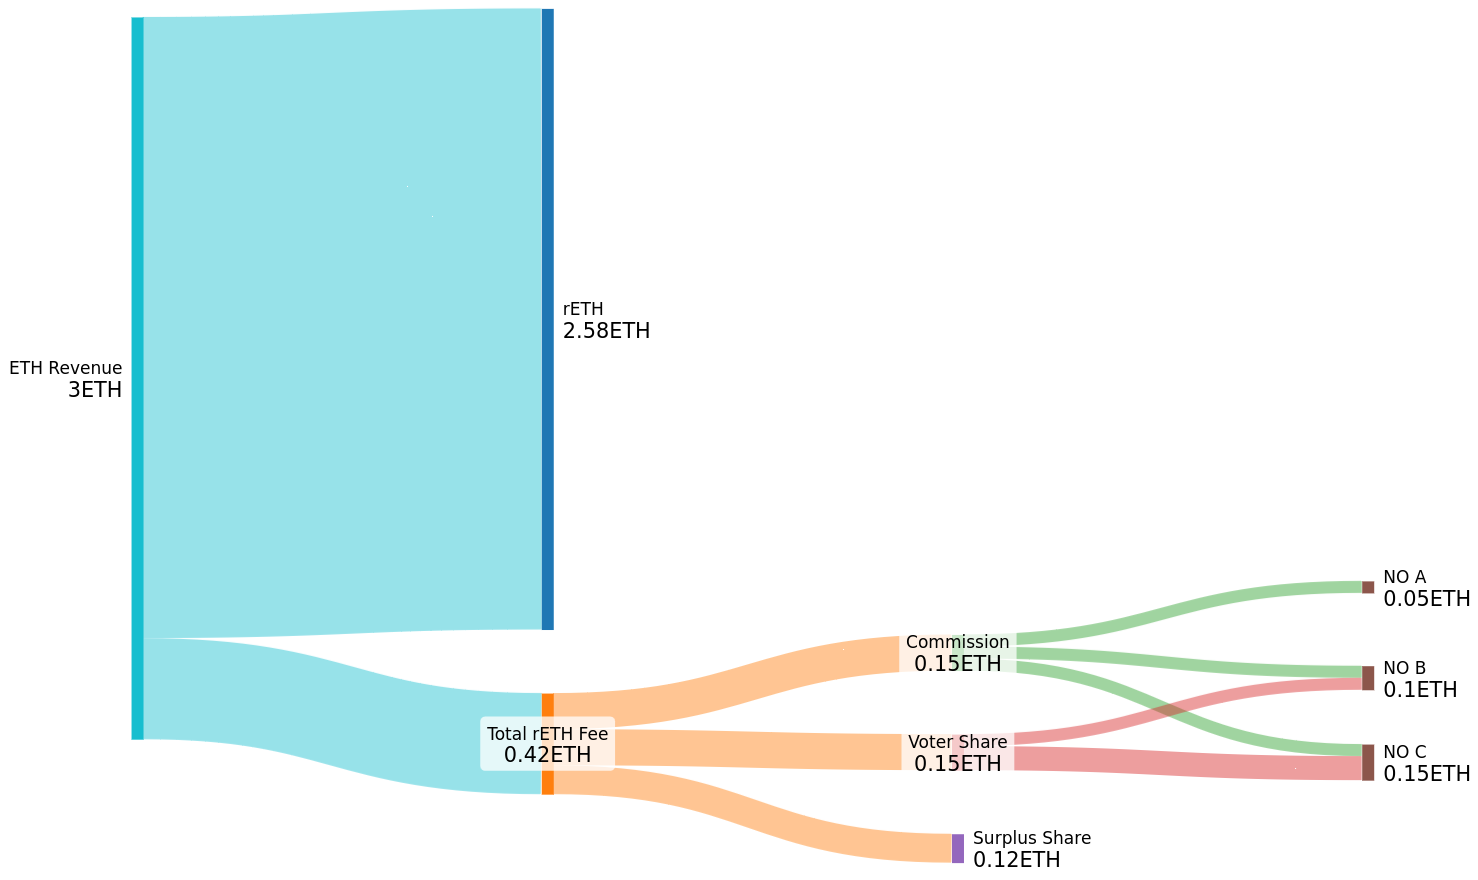 ETH Revenue
3ETH
rETH
2.58ETH
Total rETH Fee
0.42ETH
Commission
0.15ETH
Voter Share
0.15ETH
Surplus Share
0.12ETH
NO A
0.05ETH
NO B
0.1ETH
NO C
0.15ETH